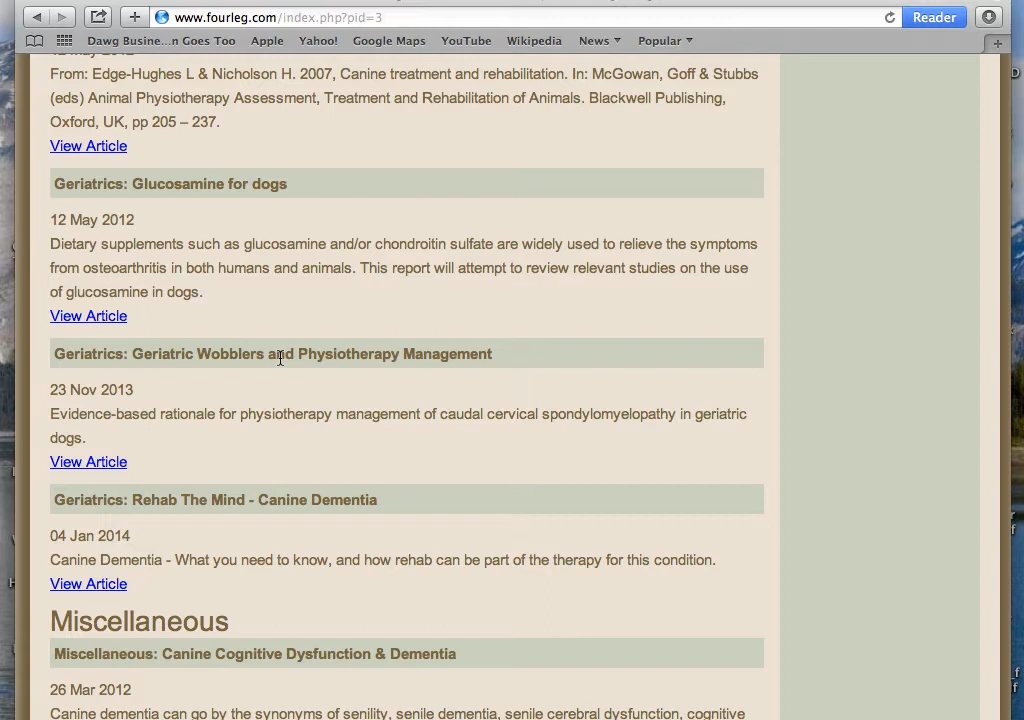 www.fourleg.com/index.php?pid=3
Reader
Dawg Busine...n Goes Too Apple Yahoo! Google Maps YouTube Wikipedia News Popular
From: Edge-Hughes L & Nicholson H. 2007, Canine treatment and rehabilitation. In: McGowan, Goff & Stubbs
(eds) Animal Physiotherapy Assessment, Treatment and Rehabilitation of Animals. Blackwell Publishing,
Oxford, UK, pp 205 – 237.
View Article
Geriatrics: Glucosamine for dogs
12 May 2012
Dietary supplements such as glucosamine and/or chondroitin sulfate are widely used to relieve the symptoms
from osteoarthritis in both humans and animals. This report will attempt to review relevant studies on the use
of glucosamine in dogs.
View Article
Geriatrics: Geriatric Wobblers and Physiotherapy Management
23 Nov 2013
Evidence-based rationale for physiotherapy management of caudal cervical spondylomyelopathy in geriatric
dogs.
View Article
Geriatrics: Rehab The Mind - Canine Dementia
04 Jan 2014
Canine Dementia - What you need to know, and how rehab can be part of the therapy for this condition.
View Article
Miscellaneous
Miscellaneous: Canine Cognitive Dysfunction & Dementia
26 Mar 2012
Canine dementia can go by the synonyms of senility, senile dementia, senile cerebral dysfunction, cognitive